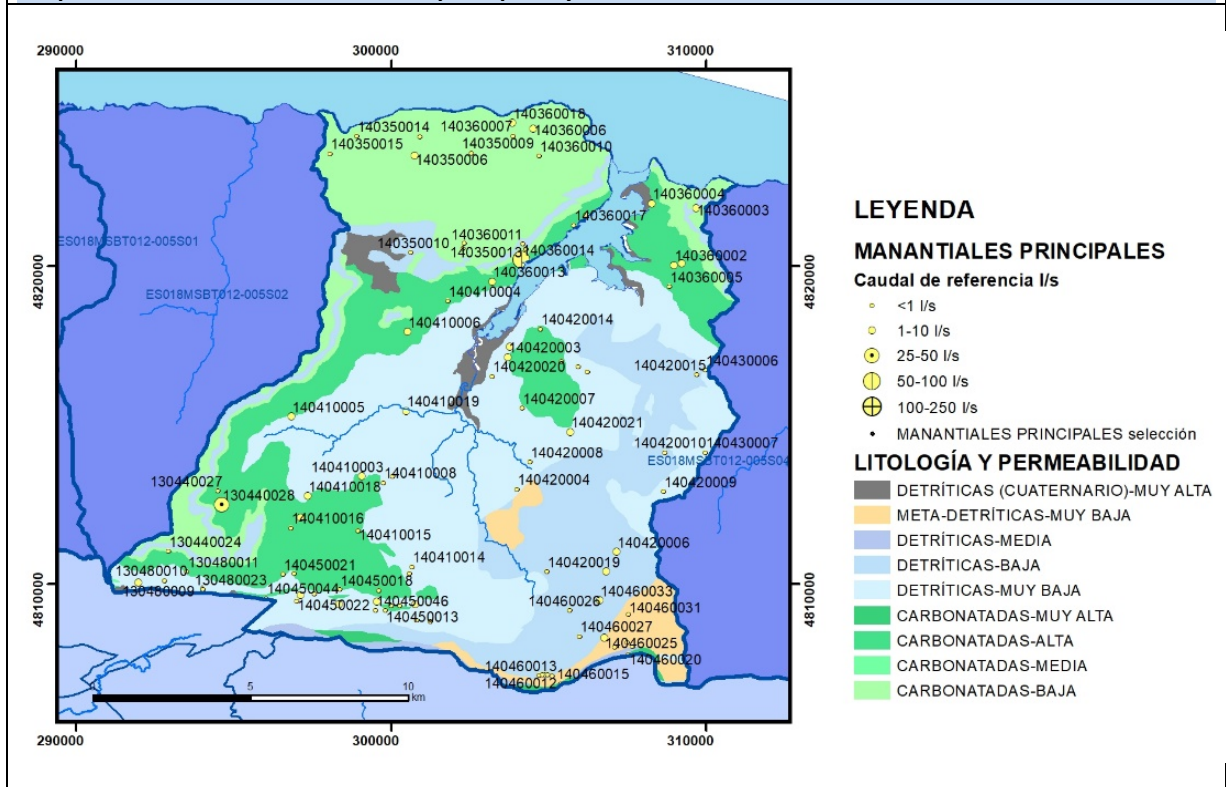 290000 300000 310000
140360018
140350014 140360007 140360006
140350015 140350009 140360010
140350006
140360004
140360017 140360003
140350010 140360011
ES018MSBT012-005S01 140350013 140360014
140360002
4820000 140360013 4820000
140360005
ES018MSBT012-005S02 140410004
140410006 140420014
140420003
140420020 140420015 140430006
140410005 140410019 140420007
140420021
140420010 140430007
140420008 ES018MSBT012-005S04
140410003
130440027 140410018 140410008 140420004 140420009
130440028
140410016
140410015
130440024 140420006
130480011 140410014
130480010 140450021 140420019
130480009 130480023 140450044 140450018
4810000 140460033 4810000
140450022 140450046 140460026 140460031
140450013
140460027
140460025
140460013 140460020
140460012 140460015
5 10
km
290000 300000 310000
LEYENDA
MANANTIALES PRINCIPALES
Caudal de referencia l/s
<1 l/s
1-10 l/s
25-50 l/s
50-100 l/s
100-250 l/s
MANANTIALES PRINCIPALES selección
LITOLOGÍA Y PERMEABILIDAD
DETRÍTICAS (CUATERNARIO)-MUY ALTA
META-DETRÍTICAS-MUY BAJA
DETRÍTICAS-MEDIA
DETRÍTICAS-BAJA
DETRÍTICAS-MUY BAJA
CARBONATADAS-MUY ALTA
CARBONATADAS-ALTA
CARBONATADAS-MEDIA
CARBONATADAS-BAJA